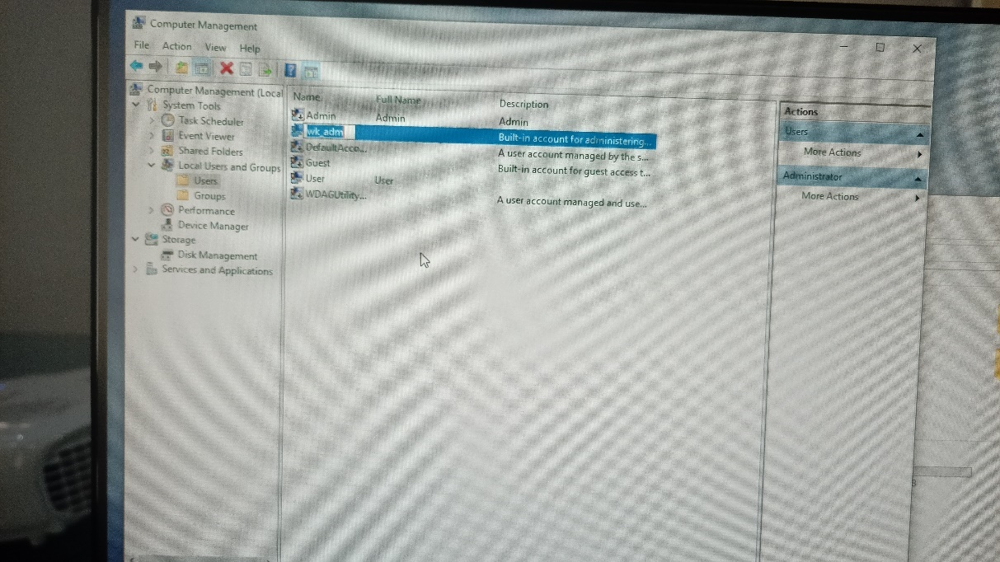 Computer Management
File Action View Help
Computer Management (Local
System Tools
Task Scheduler
Event Viewer
Shared Folders
Local Users and Groups
Users
Groups
Performance
Device Manager
Storage
Disk Management
Services and Applications
Name Full Name Description
Admin Admin Admin
wk_adm Built-in account for administering...
DefaultAcco... A user account managed by the s...
Guest Built-in account for guest access t...
User User
WDAGUtility... A user account managed and use...
Actions
Users
More Actions
Administrator
More Actions